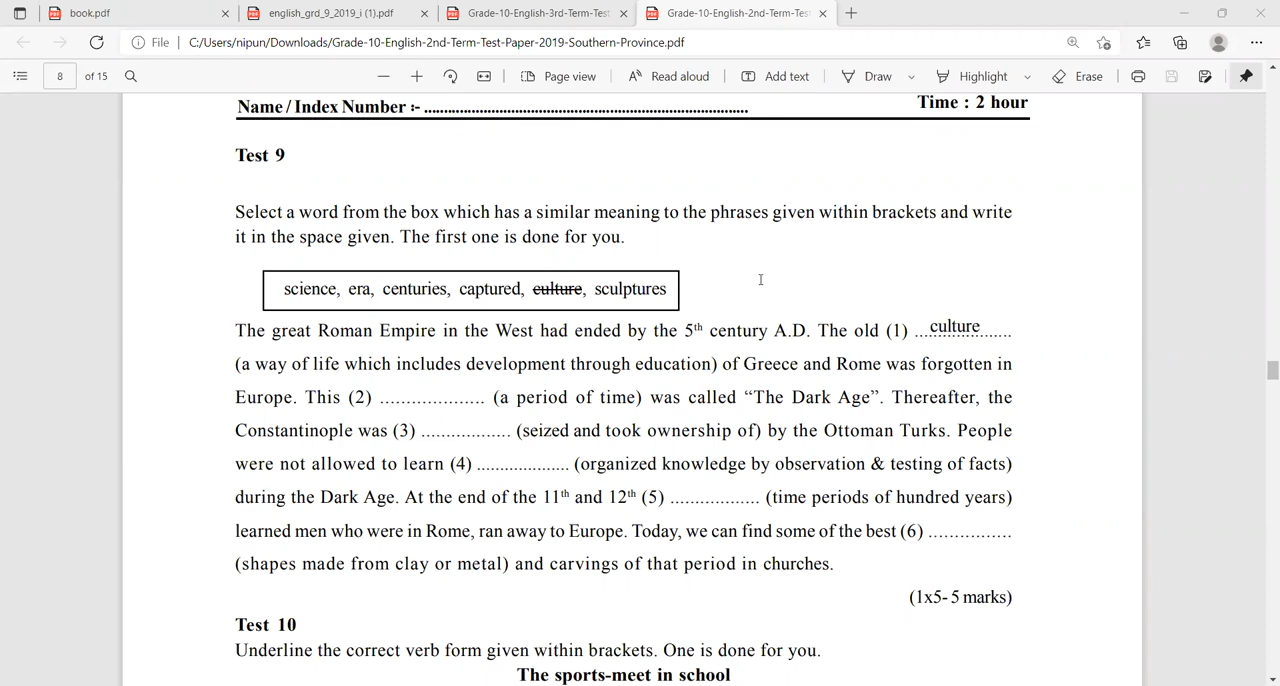 book.pdf
english_grd_9_2019_i (1).pdf
Grade-10-English-3rd-Term-Test
Grade-10-English-2nd-Term-Test
File
C:/Users/nipun/Downloads/Grade-10-English-2nd-Term-Test-Paper-2019-Southern-Province.pdf
8 of 15
Page view
Read aloud
Add text
Draw
Highlight
Erase
Name / Index Number :- ................................................................................
Time : 2 hour
Test 9
Select a word from the box which has a similar meaning to the phrases given within brackets and write
it in the space given. The first one is done for you.
science, era, centuries, captured, culture, sculptures
The great Roman Empire in the West had ended by the 5th century A.D. The old (1) ...culture.......
(a way of life which includes development through education) of Greece and Rome was forgotten in
Europe. This (2) ..................... (a period of time) was called “The Dark Age”. Thereafter, the
Constantinople was (3) .................. (seized and took ownership of) by the Ottoman Turks. People
were not allowed to learn (4) .................... (organized knowledge by observation & testing of facts)
during the Dark Age. At the end of the 11th and 12th (5) .................. (time periods of hundred years)
learned men who were in Rome, ran away to Europe. Today, we can find some of the best (6) ................
(shapes made from clay or metal) and carvings of that period in churches.
(1x5- 5 marks)
Test 10
Underline the correct verb form given within brackets. One is done for you.
The sports-meet in school